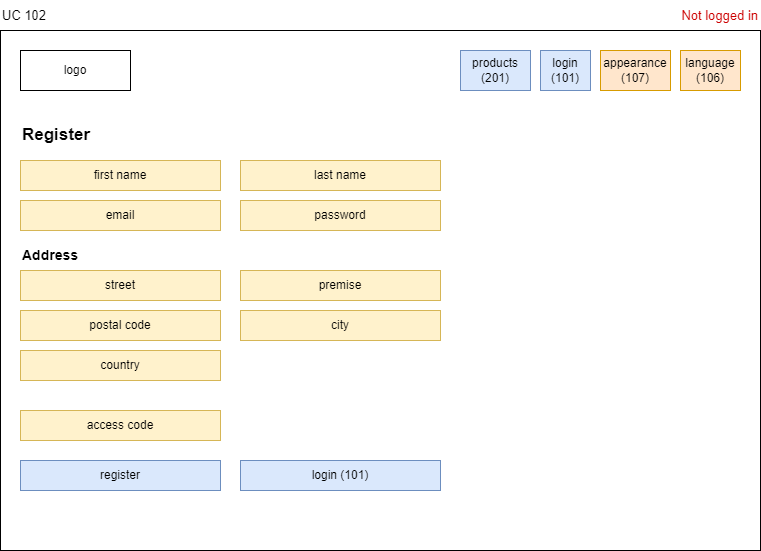 UC 102
Not logged in
logo
products
(201)
login
(101)
appearance
(107)
language
(106)
Register
first name
last name
email
password
Address
street
premise
postal code
city
country
access code
register
login (101)